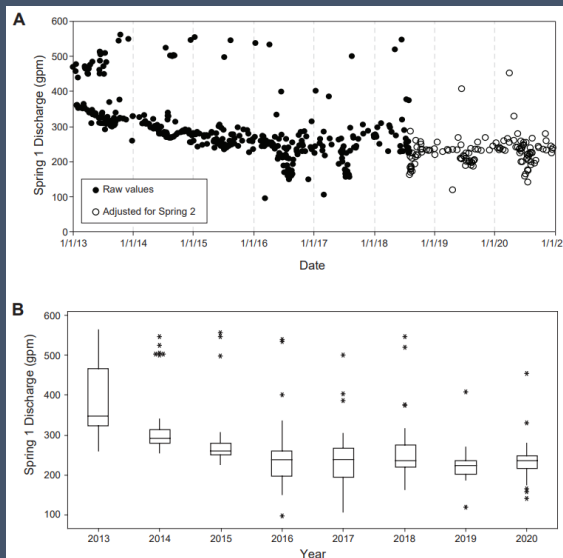 A
600
500
400
300
200
100
0
Spring 1 Discharge (gpm)
Raw values
Adjusted for Spring 2
1/1/13 1/1/14 1/1/15 1/1/16 1/1/17 1/1/18 1/1/19 1/1/20 1/1/2
Date
B
600
500
400
300
200
100
Spring 1 Discharge (gpm)
2013 2014 2015 2016 2017 2018 2019 2020
Year